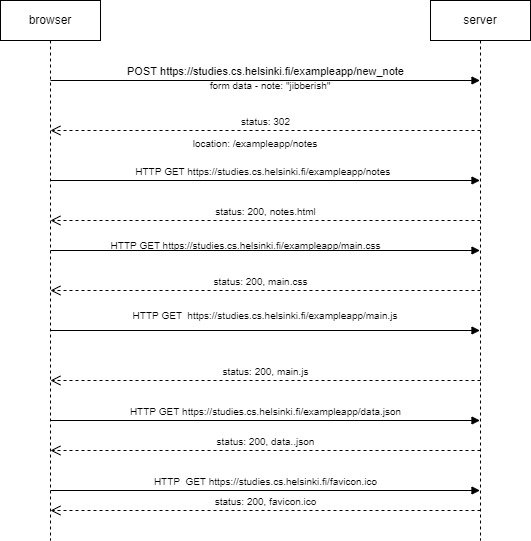 browser
server
POST https://studies.cs.helsinki.fi/exampleapp/new_note
form data - note: "jibberish"
status: 302
location: /exampleapp/notes
HTTP GET https://studies.cs.helsinki.fi/exampleapp/notes
status: 200, notes.html
HTTP GET https://studies.cs.helsinki.fi/exampleapp/main.css
status: 200, main.css
HTTP GET  https://studies.cs.helsinki.fi/exampleapp/main.js
status: 200, main.js
HTTP GET https://studies.cs.helsinki.fi/exampleapp/data.json
status: 200, data..json
HTTP  GET https://studies.cs.helsinki.fi/favicon.ico
status: 200, favicon.ico